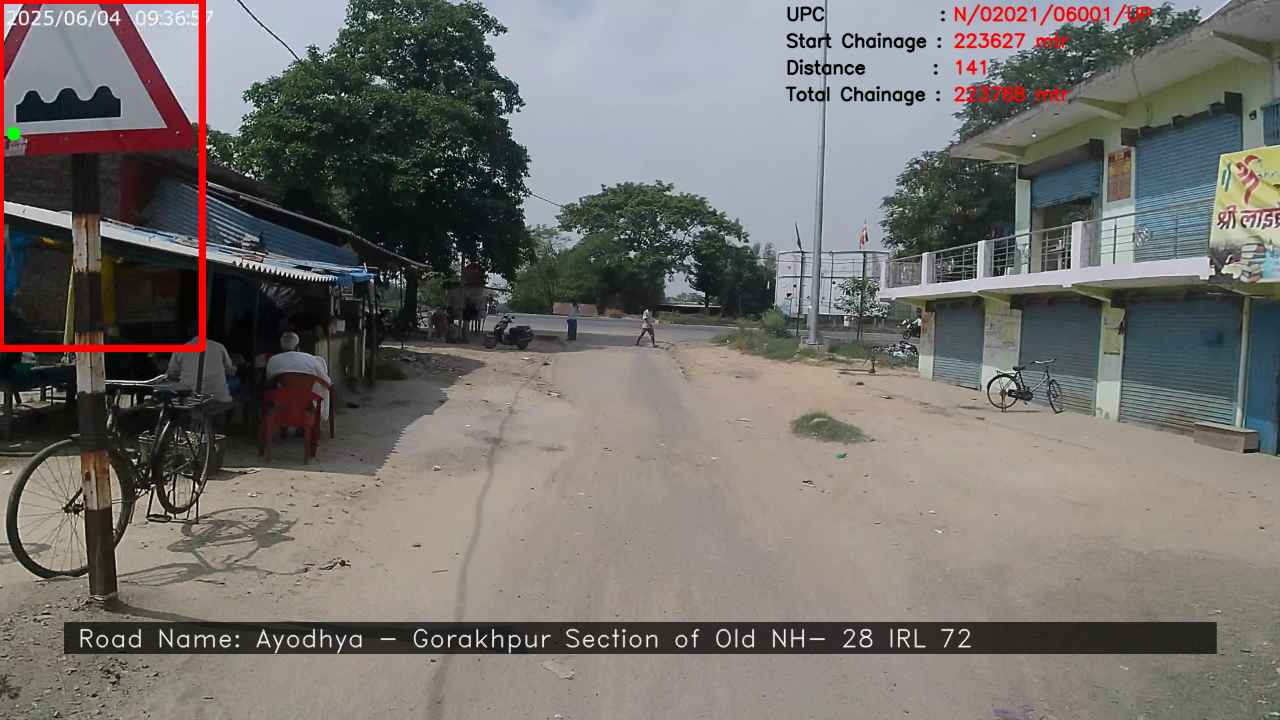 2025/06/04 09:36:57
UPC : N/02021/06001/UP
Start Chainage : 223627 mtr
Distance : 141
Total Chainage : 223768 mtr
श्री
Road Name: Ayodhya - Gorakhpur Section of Old NH- 28 IRL 72